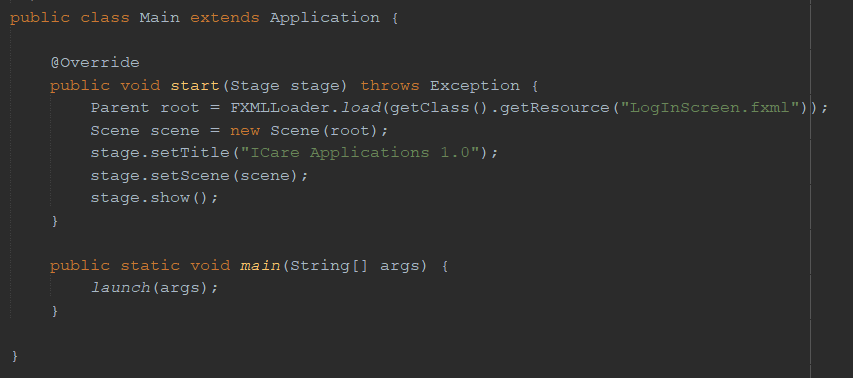 public class Main extends Application {
@Override
public void start(Stage stage) throws Exception {
Parent root = FXMLLoader.load(getClass().getResource("LogInScreen.fxml"));
Scene scene = new Scene(root);
stage.setTitle("ICare Applications 1.0");
stage.setScene(scene);
stage.show();
}
public static void main(String[] args) {
launch(args);
}
}